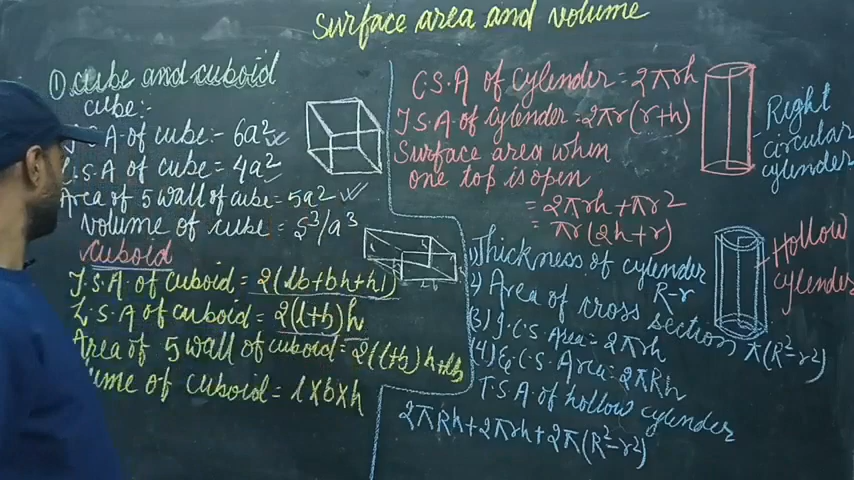 surface area and volume
① cube and cuboid
cube:-
S.A of cube:- 6a²
S.A of cube = 4a²
Area of 5 wall of cube = 5a²
volume of cube = S³/a³
cuboid
T.S.A of cuboid = 2(lb+bh+hl)
L.S.A of cuboid = 2(l+b)h
Area of 5 wall of cuboid = 2(l+b)h+lb
ume of cuboid = l×b×h
C.S.A of cylender = 2πrh
T.S.A of cylender = 2πr(r+h)
Surface area when
one top is open
= 2πrh+πr²
= πr(2h+r)
Right
circular
cylender
1) Thickness of cylender
R-r
2) Area of cross section π(R²-r²)
(3) I.C.S Area = 2πrh
(4) E.C.S Area = 2πRh
T.S.A of hollow cylender
2πRh+2πrh+2π(R²-r²)
Hollow
cylender